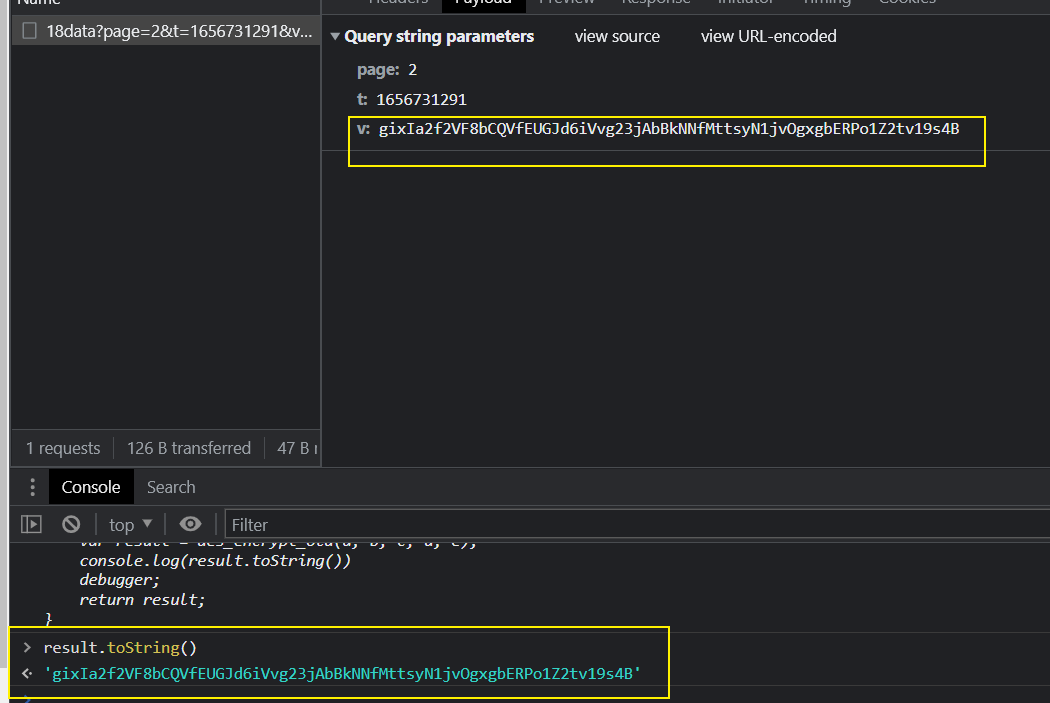 Name
Headers Payload Preview Response Initiator Timing Cookies
18data?page=2&t=1656731291&v...
▼ Query string parameters view source view URL-encoded
page: 2
t: 1656731291
v: gixIa2f2VF8bCQVfEUGJd6iVvg23jAbBkNNfMttsyN1jvOgxgbERPo1Z2tv19s4B
1 requests 126 B transferred 47 B
Console Search
top ▼ Filter
var result = aes_encrypt_old(a, b, c, d, e);
console.log(result.toString())
debugger;
return result;
}
> result.toString()
'gixIa2f2VF8bCQVfEUGJd6iVvg23jAbBkNNfMttsyN1jvOgxgbERPo1Z2tv19s4B'